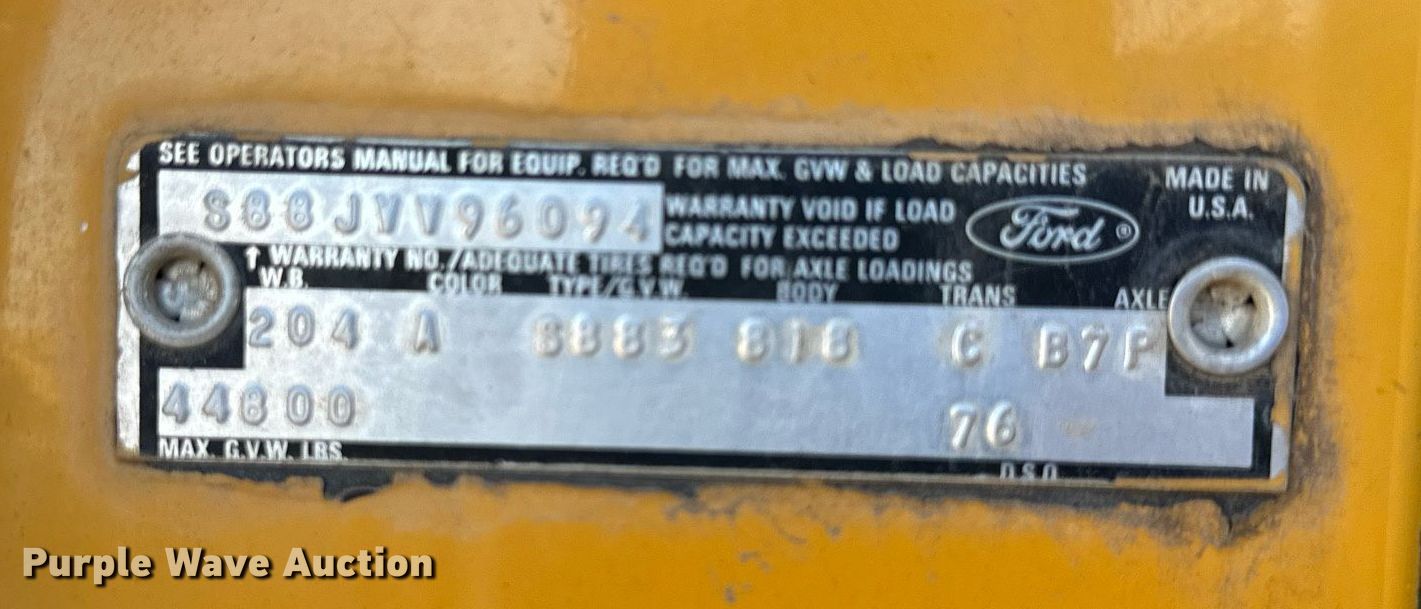 SEE OPERATORS MANUAL FOR EQUIP. REQ'D FOR MAX. GVW & LOAD CAPACITIES
MADE IN
U.S.A.
S88JVV96094
WARRANTY VOID IF LOAD
CAPACITY EXCEEDED
Ford ®
↑ WARRANTY NO./ADEQUATE TIRES REQ'D FOR AXLE LOADINGS
W.B. COLOR TYPE/G.V.W. BODY TRANS AXLE
204 A S883 818 C B7P
44800 76
MAX. G.V.W. LBS. D.S.O.
Purple Wave Auction